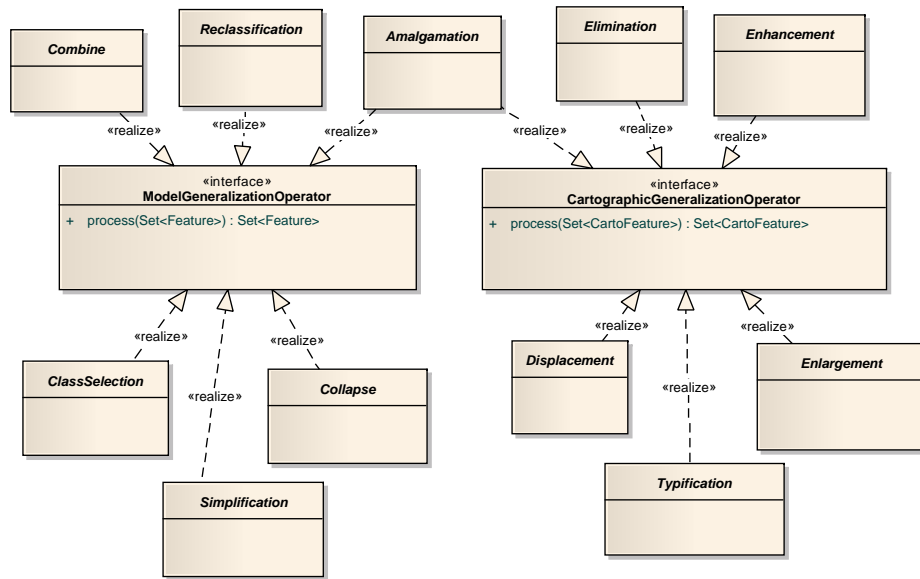 Combine
Reclassification
Amalgamation
Elimination
Enhancement
«realize»
«realize»
«realize»
«realize»
«realize»
«realize»
«interface»
ModelGeneralizationOperator
+ process(Set<Feature>) : Set<Feature>
«interface»
CartographicGeneralizationOperator
+ process(Set<CartoFeature>) : Set<CartoFeature>
«realize»
«realize»
«realize»
«realize»
«realize»
«realize»
ClassSelection
Collapse
Simplification
Displacement
Enlargement
Typification